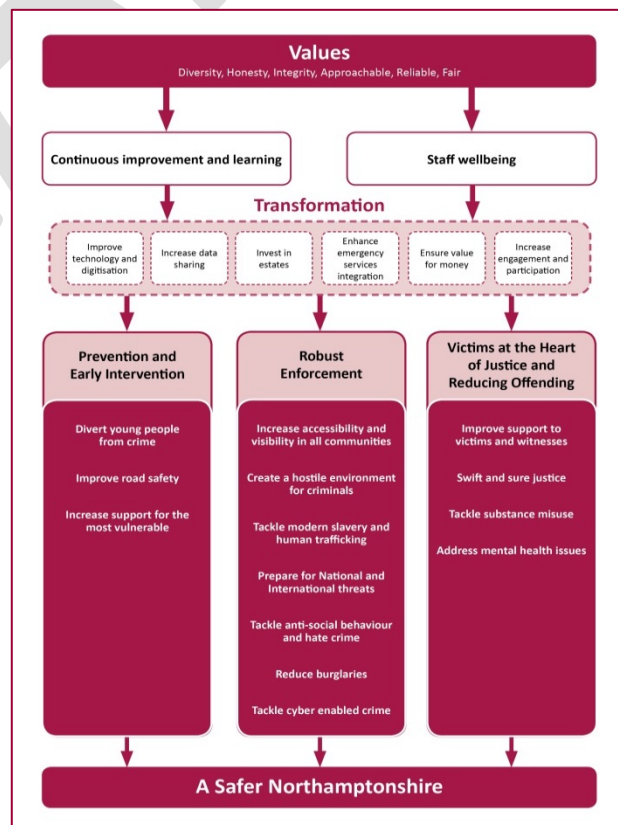 Values
Diversity, Honesty, Integrity, Approachable, Reliable, Fair
Continuous improvement and learning
Staff wellbeing
Transformation
Improve
technology and
digitisation
Increase data
sharing
Invest in
estates
Enhance
emergency
services
integration
Ensure value
for money
Increase
engagement and
participation
Prevention and
Early Intervention
Divert young people
from crime
Improve road safety
Increase support for the
most vulnerable
Robust
Enforcement
Increase accessibility and
visibility in all communities
Create a hostile environment
for criminals
Tackle modern slavery and
human trafficking
Prepare for National and
International threats
Tackle anti-social behaviour
and hate crime
Reduce burglaries
Tackle cyber enabled crime
Victims at the Heart
of Justice and
Reducing Offending
Improve support to
victims and witnesses
Swift and sure justice
Tackle substance misuse
Address mental health issues
A Safer Northamptonshire